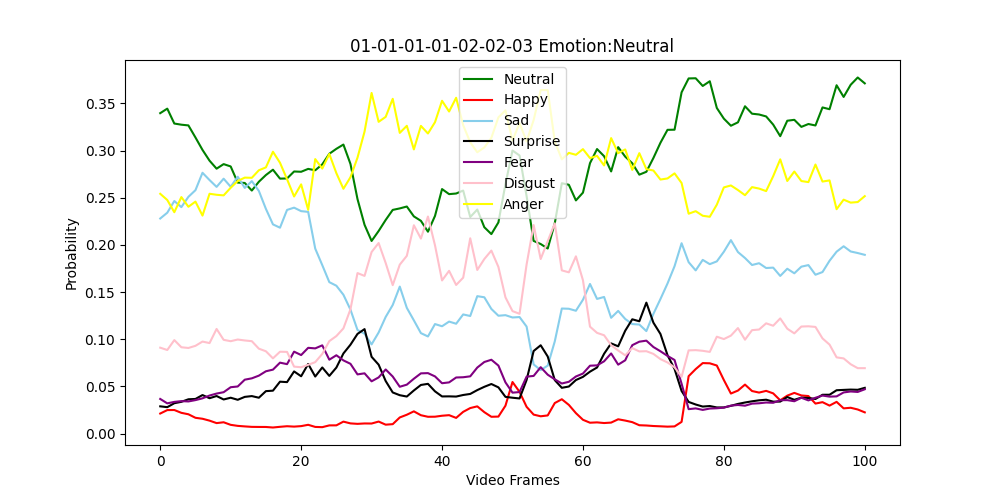 01-01-01-01-02-02-03 Emotion:Neutral
Neutral
Happy
Sad
Surprise
Fear
Disgust
Anger
Probability
0.35
0.30
0.25
0.20
0.15
0.10
0.05
0.00
0 20 40 60 80 100
Video Frames